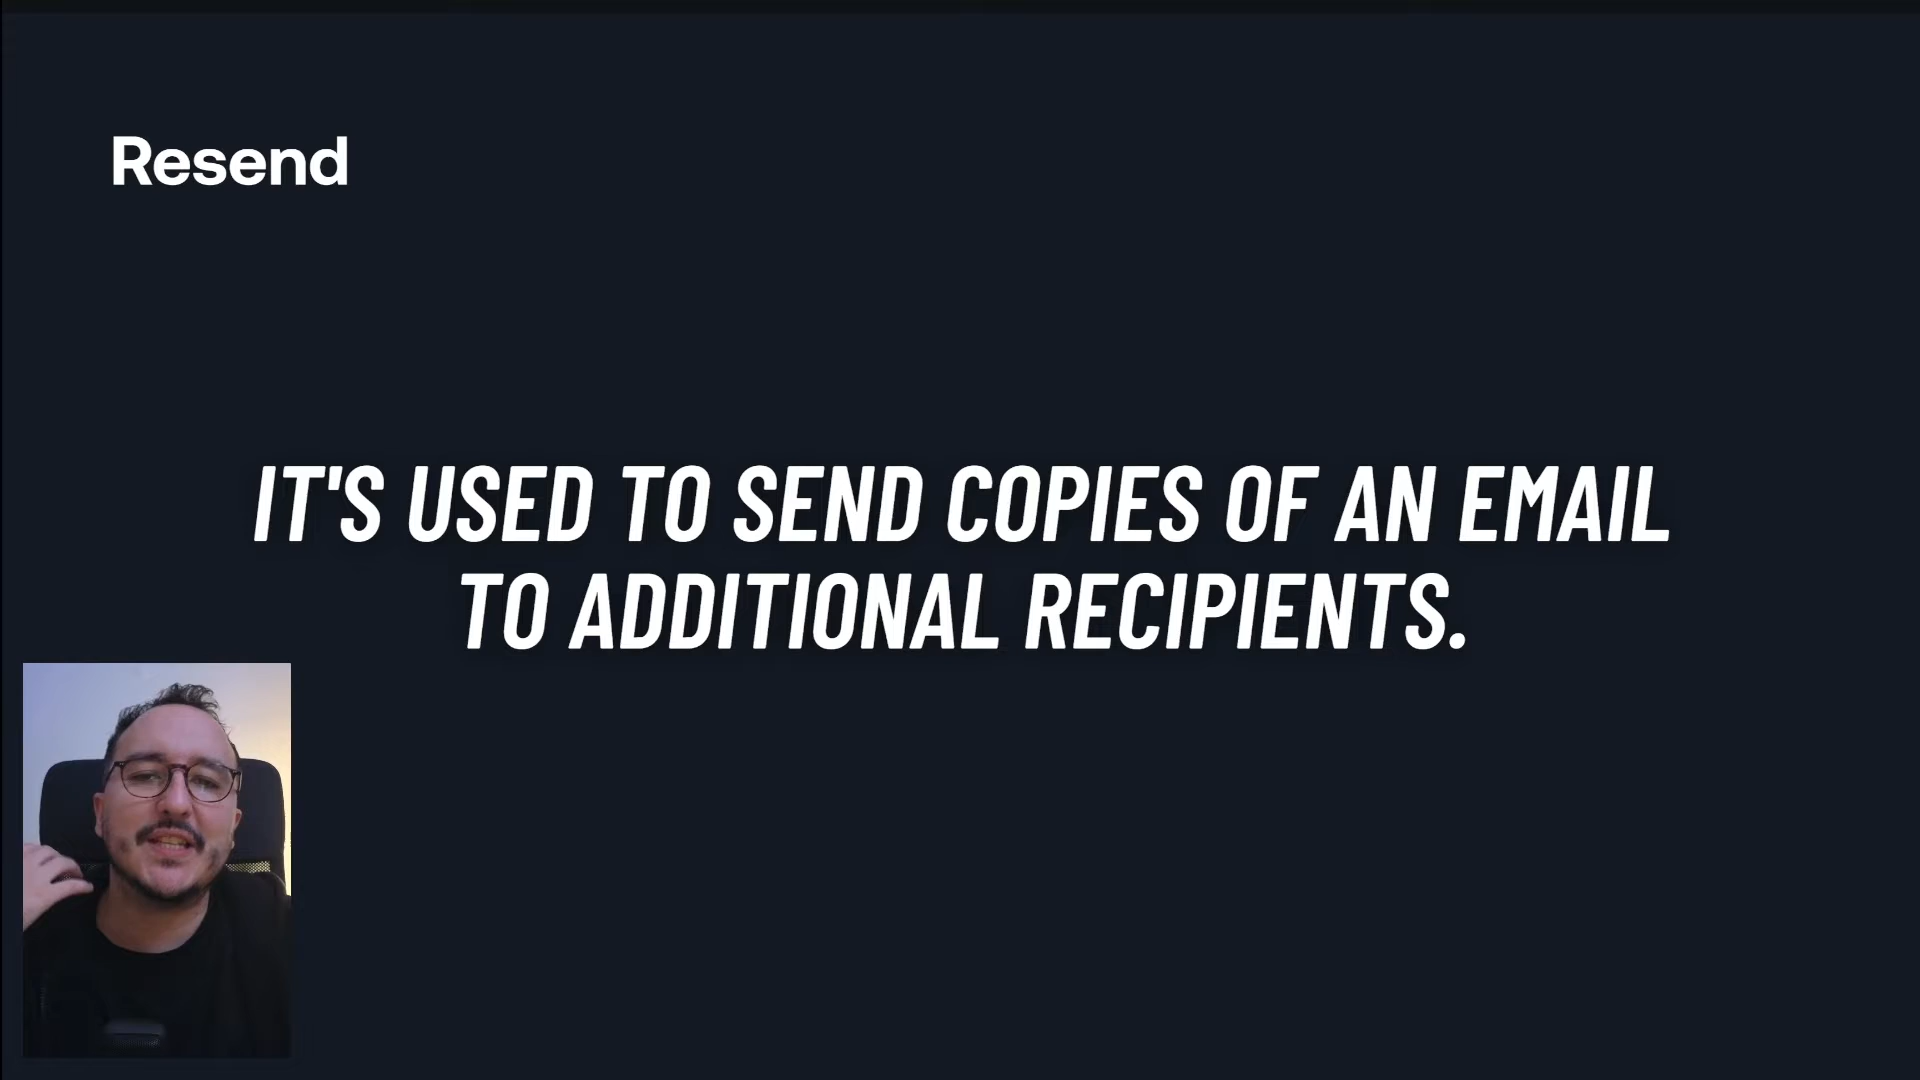 Resend
IT'S USED TO SEND COPIES OF AN EMAIL
TO ADDITIONAL RECIPIENTS.